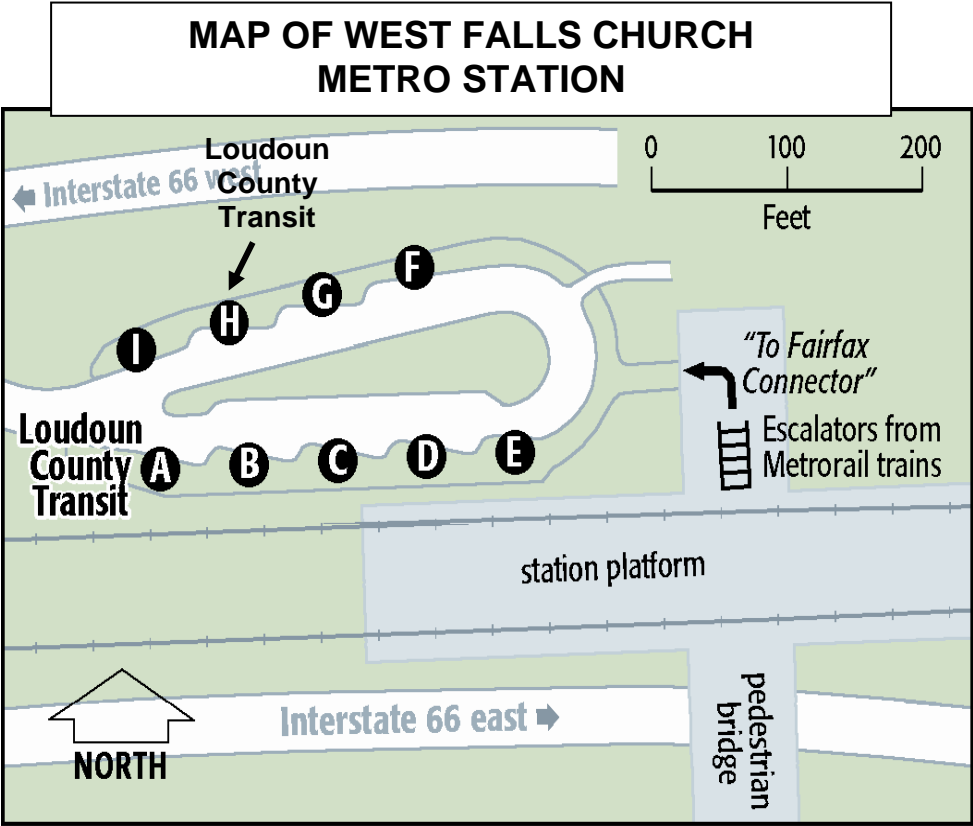 MAP OF WEST FALLS CHURCH
METRO STATION
Loudoun
County
Transit
Interstate 66 west
0 100 200
Feet
F
G
H
I
"To Fairfax
Connector"
Escalators from
Metrorail trains
Loudoun
County
Transit
A B C D E
station platform
Interstate 66 east
pedestrian
bridge
NORTH